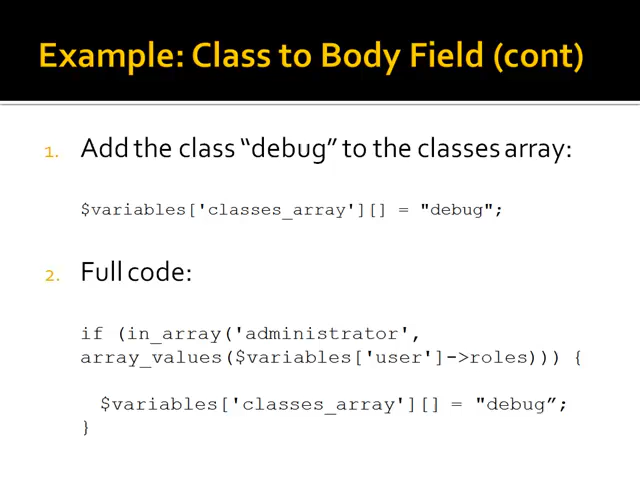 Example: Class to Body Field (cont)
1. Add the class “debug” to the classes array:
$variables['classes_array'][] = "debug";
2. Full code:
if (in_array('administrator',
array_values($variables['user']->roles))) {
$variables['classes_array'][] = "debug”;
}